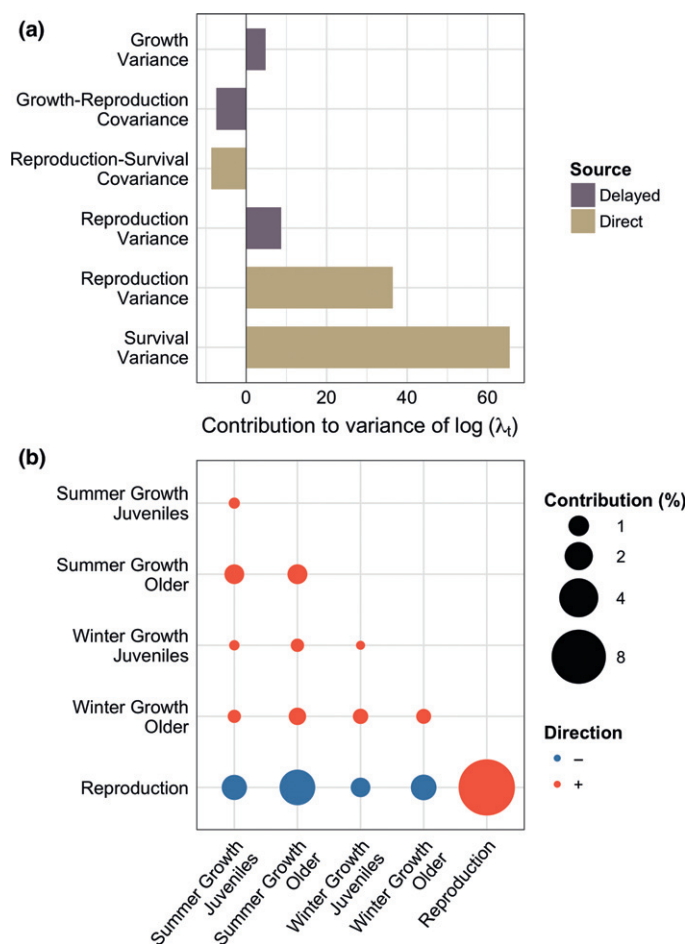 (a)
Growth
Variance
Growth-Reproduction
Covariance
Reproduction-Survival
Covariance
Reproduction
Variance
Reproduction
Variance
Survival
Variance
0
20
40
60
Contribution to variance of log (λt)
Source
Delayed
Direct
(b)
Summer Growth
Juveniles
Summer Growth
Older
Winter Growth
Juveniles
Winter Growth
Older
Reproduction
Summer Growth
Juveniles
Summer Growth
Older
Winter Growth
Juveniles
Winter Growth
Older
Reproduction
Contribution (%)
1
2
4
8
Direction
–
+